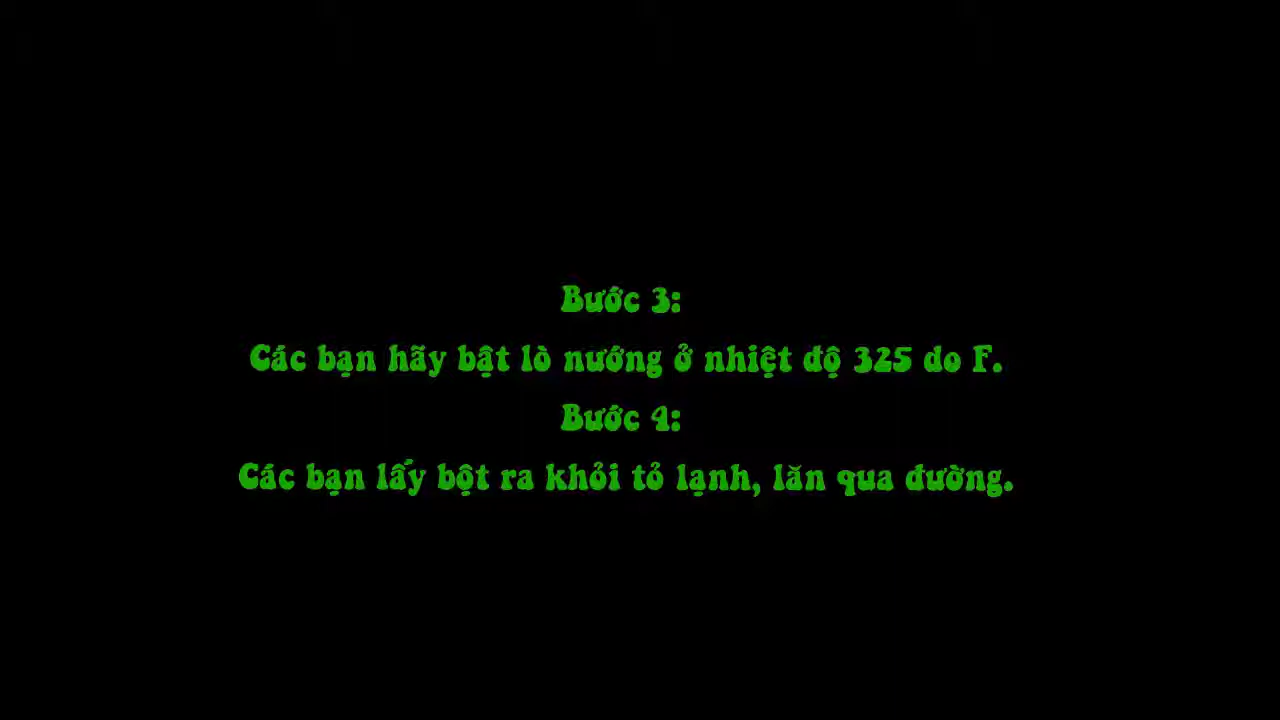 Bước 3:
Các bạn hãy bật lò nướng ở nhiệt độ 325 do F.
Bước 4:
Các bạn lấy bột ra khỏi tỏ lạnh, lăn qua đường.